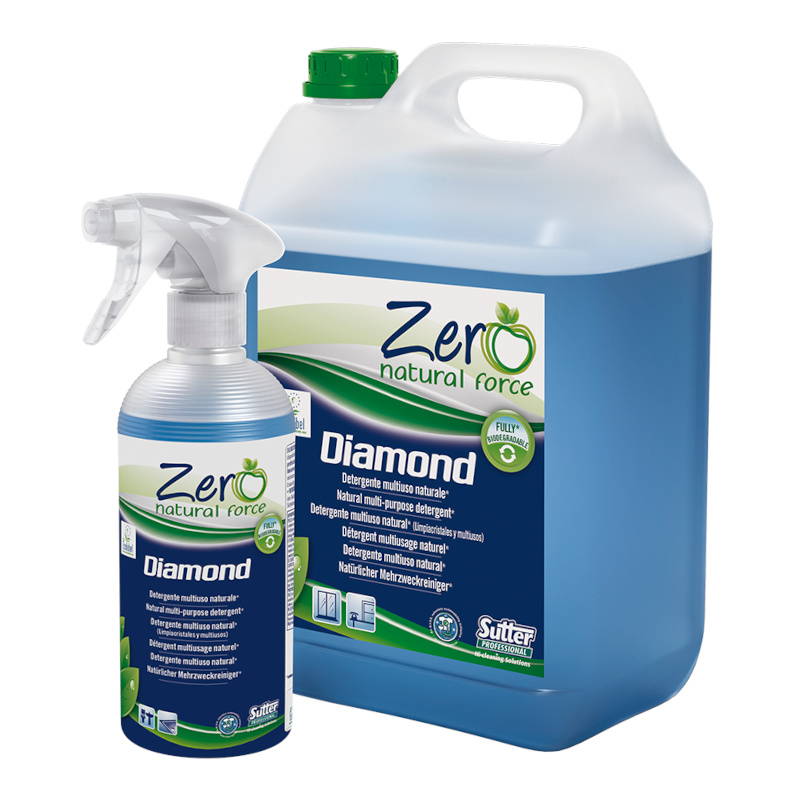 Zero
natural force
FULLY*
BIODEGRADABLE
Diamond
Detergente multiuso naturale*
Natural multi-purpose detergent*
Detergente multiuso natural* (Limpiacristales y multiusos)
Détergent multiusage naturel*
Detergente multiuso natural*
Natürlicher Mehrzweckreiniger*
Sutter
PROFESSIONAL
Hi-cleaning Solutions
Zero
natural force
FULLY*
BIODEGRADABLE
Diamond
Detergente multiuso naturale*
Natural multi-purpose detergent*
Detergente multiuso natural*
(Limpiacristales y multiusos)
Détergent multiusage naturel*
Detergente multiuso natural*
Natürlicher Mehrzweckreiniger*
Sutter
PROFESSIONAL